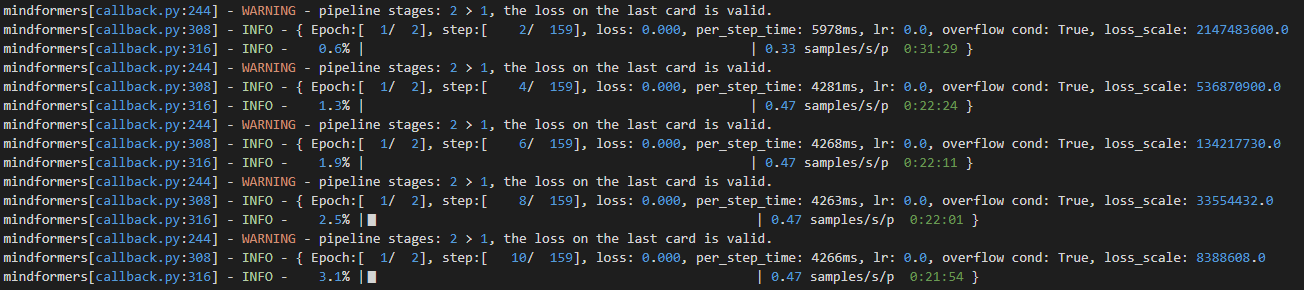 mindformers[callback.py:244] - WARNING - pipeline stages: 2 > 1, the loss on the last card is valid.
mindformers[callback.py:308] - INFO - { Epoch:[  1/  2], step:[    2/  159], loss: 0.000, per_step_time: 5978ms, lr: 0.0, overflow cond: True, loss_scale: 2147483600.0
mindformers[callback.py:316] - INFO -    0.6% |                                                  | 0.33 samples/s/p  0:31:29 }
mindformers[callback.py:244] - WARNING - pipeline stages: 2 > 1, the loss on the last card is valid.
mindformers[callback.py:308] - INFO - { Epoch:[  1/  2], step:[    4/  159], loss: 0.000, per_step_time: 4281ms, lr: 0.0, overflow cond: True, loss_scale: 536870900.0
mindformers[callback.py:316] - INFO -    1.3% |                                                  | 0.47 samples/s/p  0:22:24 }
mindformers[callback.py:244] - WARNING - pipeline stages: 2 > 1, the loss on the last card is valid.
mindformers[callback.py:308] - INFO - { Epoch:[  1/  2], step:[    6/  159], loss: 0.000, per_step_time: 4268ms, lr: 0.0, overflow cond: True, loss_scale: 134217730.0
mindformers[callback.py:316] - INFO -    1.9% |                                                  | 0.47 samples/s/p  0:22:11 }
mindformers[callback.py:244] - WARNING - pipeline stages: 2 > 1, the loss on the last card is valid.
mindformers[callback.py:308] - INFO - { Epoch:[  1/  2], step:[    8/  159], loss: 0.000, per_step_time: 4263ms, lr: 0.0, overflow cond: True, loss_scale: 33554432.0
mindformers[callback.py:316] - INFO -    2.5% |█                                                 | 0.47 samples/s/p  0:22:01 }
mindformers[callback.py:244] - WARNING - pipeline stages: 2 > 1, the loss on the last card is valid.
mindformers[callback.py:308] - INFO - { Epoch:[  1/  2], step:[   10/  159], loss: 0.000, per_step_time: 4266ms, lr: 0.0, overflow cond: True, loss_scale: 8388608.0
mindformers[callback.py:316] - INFO -    3.1% |█                                                 | 0.47 samples/s/p  0:21:54 }